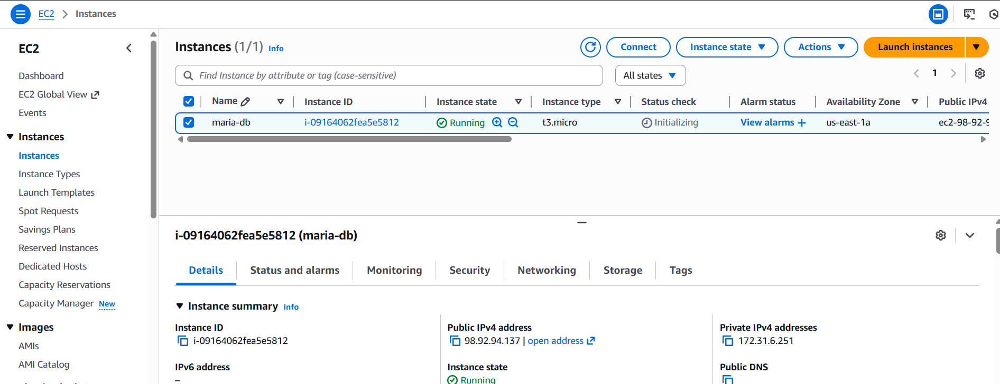 EC2 > Instances
EC2
Dashboard
EC2 Global View
Events
Instances
Instances
Instance Types
Launch Templates
Spot Requests
Savings Plans
Reserved Instances
Dedicated Hosts
Capacity Reservations
Capacity Manager New
Images
AMIs
AMI Catalog
Instances (1/1) Info
Connect
Instance state
Actions
Launch instances
Find Instance by attribute or tag (case-sensitive)
All states
1
Name Instance ID Instance state Instance type Status check Alarm status Availability Zone Public IPv4
maria-db i-09164062fea5e5812 Running t3.micro Initializing View alarms + us-east-1a ec2-98-92-9
i-09164062fea5e5812 (maria-db)
Details Status and alarms Monitoring Security Networking Storage Tags
Instance summary Info
Instance ID
i-09164062fea5e5812
Public IPv4 address
98.92.94.137 | open address
Private IPv4 addresses
172.31.6.251
IPv6 address
–
Instance state
Running
Public DNS